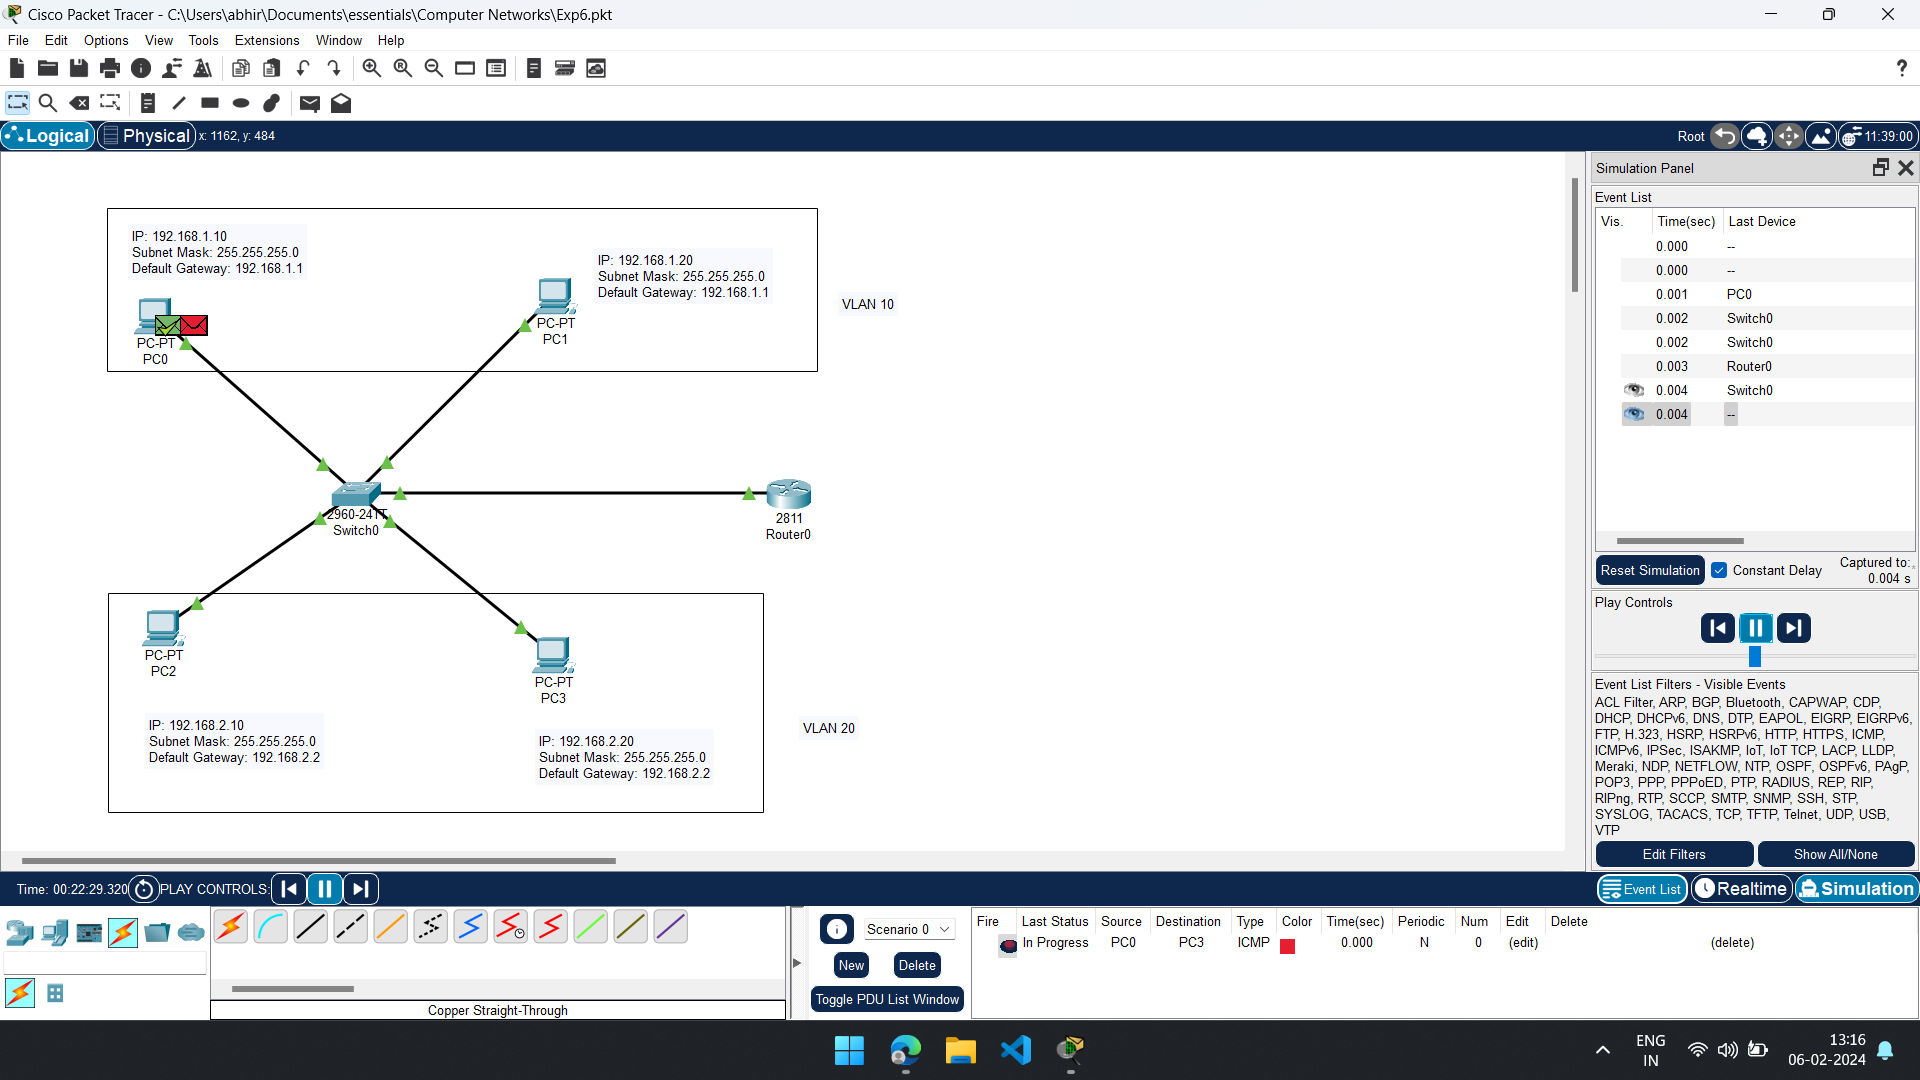 Cisco Packet Tracer - C:\Users\abhir\Documents\essentials\Computer Networks\Exp6.pkt
File Edit Options View Tools Extensions Window Help
?
Logical Physical x: 1162, y: 484 Root 11:39:00
IP: 192.168.1.10
Subnet Mask: 255.255.255.0
Default Gateway: 192.168.1.1
IP: 192.168.1.20
Subnet Mask: 255.255.255.0
Default Gateway: 192.168.1.1
PC-PT
PC0
PC-PT
PC1
VLAN 10
2960-24TT
Switch0
2811
Router0
PC-PT
PC2
PC-PT
PC3
IP: 192.168.2.10
Subnet Mask: 255.255.255.0
Default Gateway: 192.168.2.2
IP: 192.168.2.20
Subnet Mask: 255.255.255.0
Default Gateway: 192.168.2.2
VLAN 20
Simulation Panel
Event List
Vis. Time(sec) Last Device
0.000 --
0.000 --
0.001 PC0
0.002 Switch0
0.002 Switch0
0.003 Router0
0.004 Switch0
0.004 --
Reset Simulation Constant Delay Captured to:
0.004 s
Play Controls
Event List Filters - Visible Events
ACL Filter, ARP, BGP, Bluetooth, CAPWAP, CDP,
DHCP, DHCPv6, DNS, DTP, EAPOL, EIGRP, EIGRPv6,
FTP, H.323, HSRP, HSRPv6, HTTP, HTTPS, ICMP,
ICMPv6, IPSec, ISAKMP, IoT, IoT TCP, LACP, LLDP,
Meraki, NDP, NETFLOW, NTP, OSPF, OSPFv6, PAgP,
POP3, PPP, PPPoED, PTP, RADIUS, REP, RIP,
RIPng, RTP, SCCP, SMTP, SNMP, SSH, STP,
SYSLOG, TACACS, TCP, TFTP, Telnet, UDP, USB,
VTP
Edit Filters Show All/None
Time: 00:22:29.320 PLAY CONTROLS: Event List Realtime Simulation
Scenario 0
New Delete
Toggle PDU List Window
Copper Straight-Through
Fire Last Status Source Destination Type Color Time(sec) Periodic Num Edit Delete
In Progress PC0 PC3 ICMP 0.000 N 0 (edit) (delete)
ENG
IN
13:16
06-02-2024